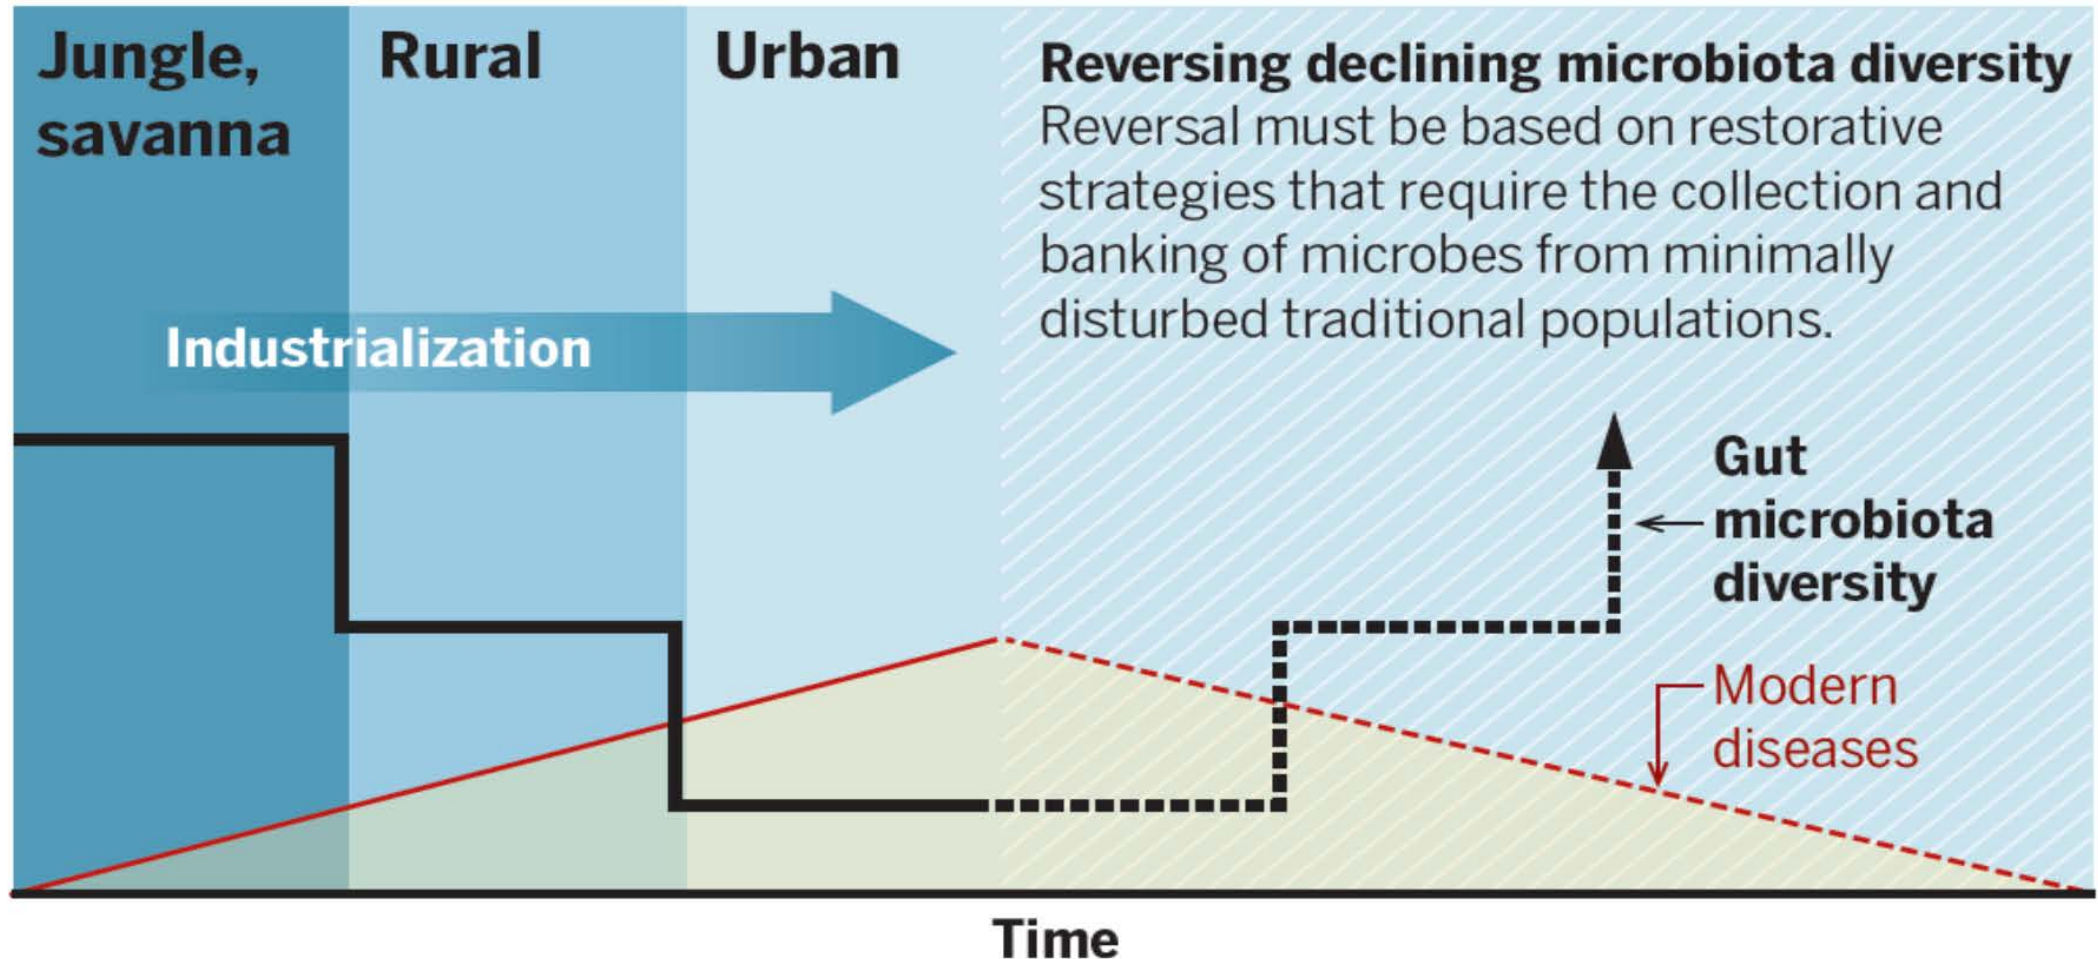 Jungle,
savanna
Rural
Urban
Reversing declining microbiota diversity
Reversal must be based on restorative
strategies that require the collection and
banking of microbes from minimally
disturbed traditional populations.
Industrialization
Gut
microbiota
diversity
Modern
diseases
Time